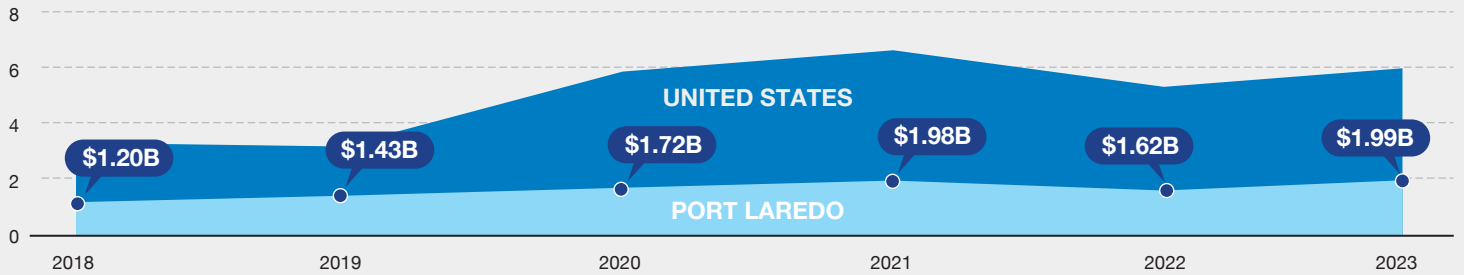 8
6
UNITED STATES
4
$1.20B
$1.43B
$1.72B
$1.98B
$1.62B
$1.99B
2
PORT LAREDO
0
2018
2019
2020
2021
2022
2023